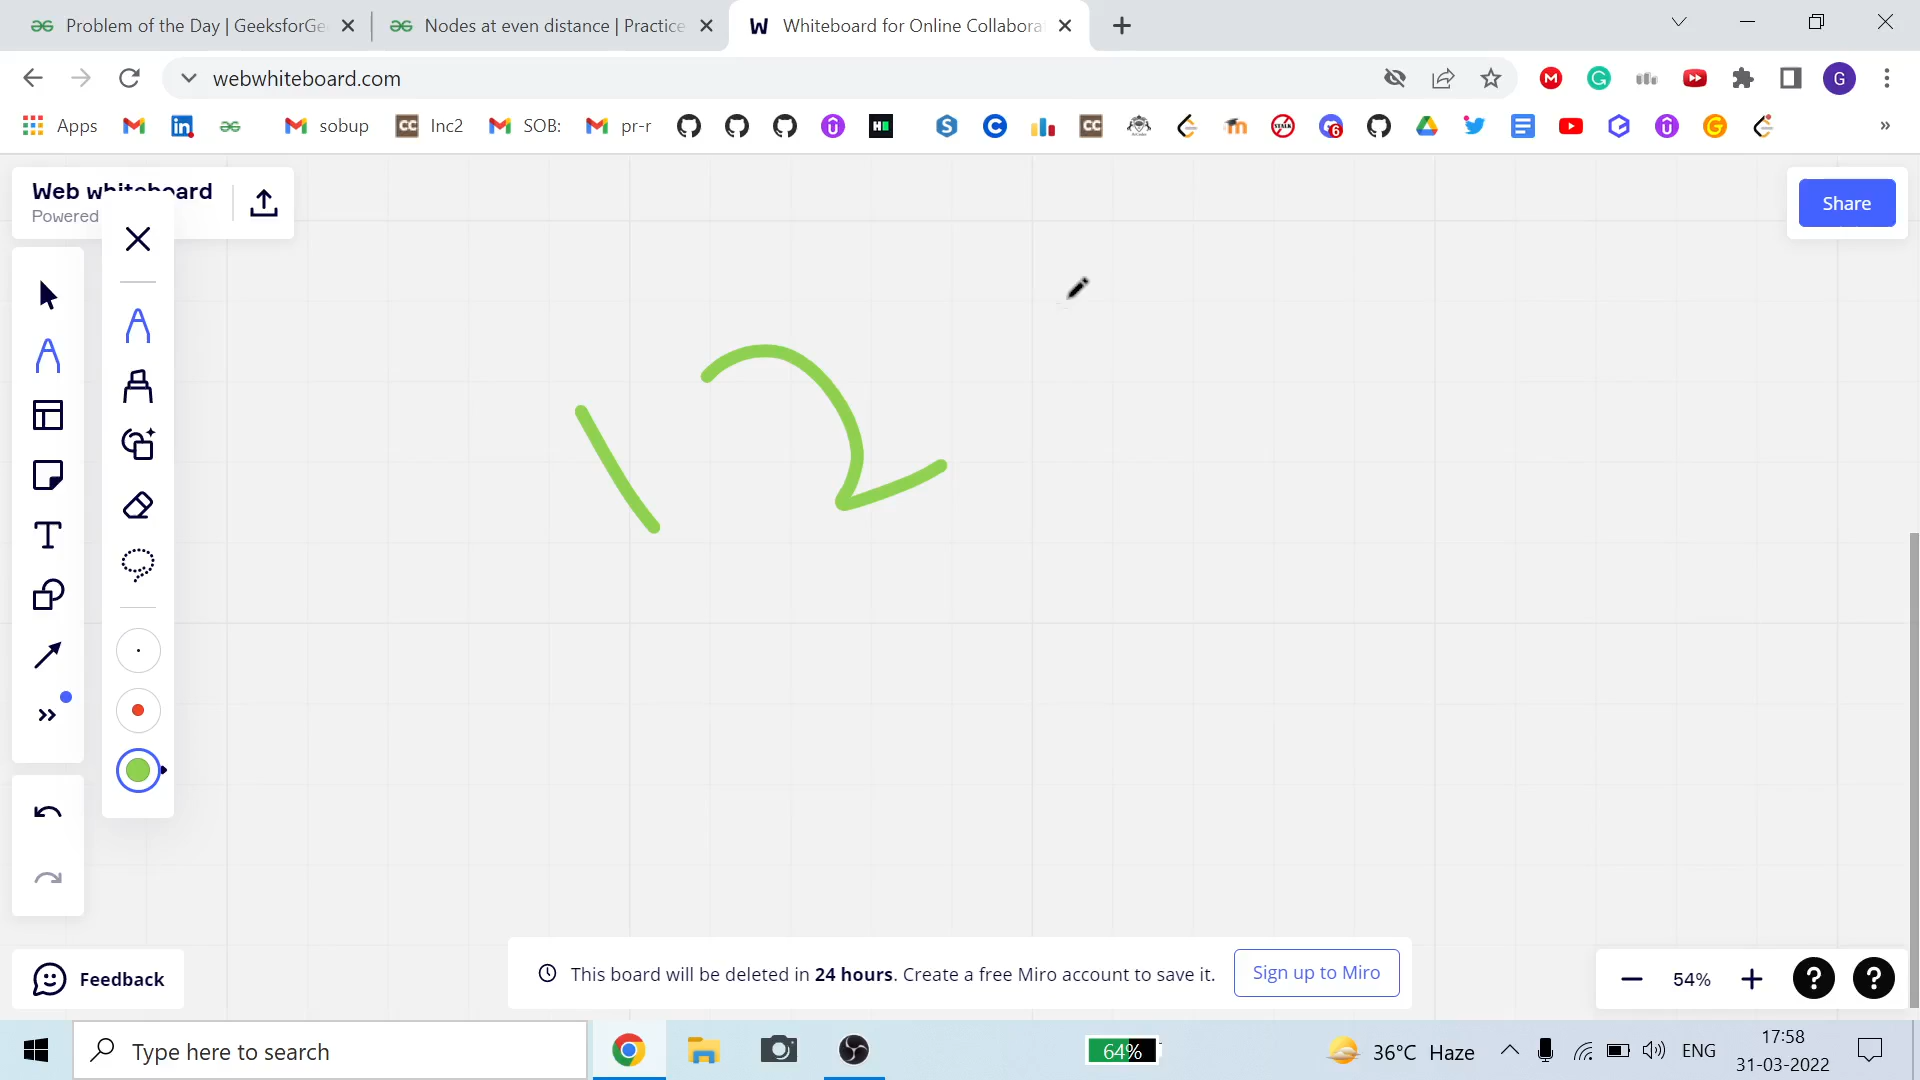 Problem of the Day | GeeksforGe
Nodes at even distance | Practice
Whiteboard for Online Collabora
webwhiteboard.com
G
Apps
Inc2
SOB:
pr-r
Web whiteboard
Powered
Share
12
Feedback
This board will be deleted in 24 hours. Create a free Miro account to save it.
Sign up to Miro
54%
Type here to search
64%
36°C Haze
ENG
17:58
31-03-2022